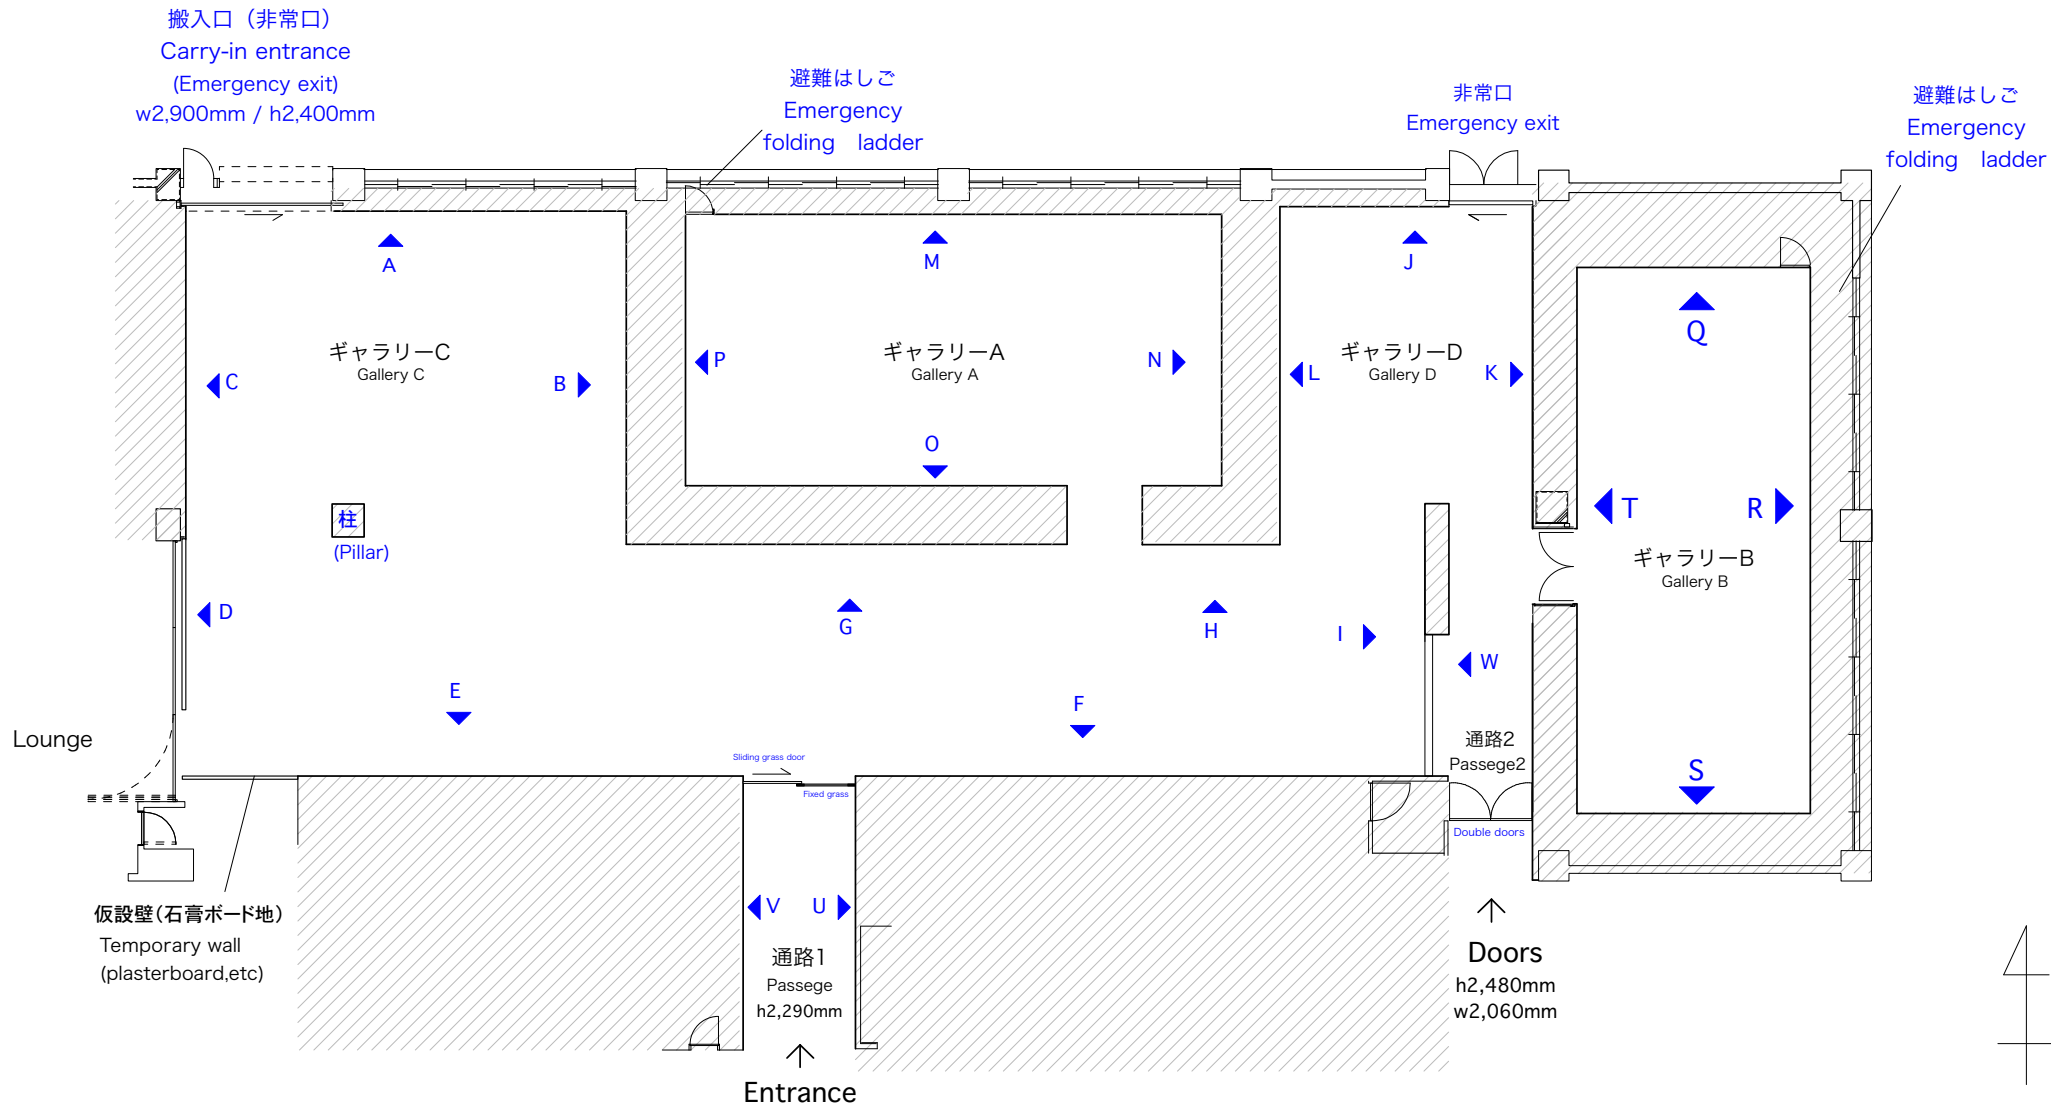 搬入口（非常口）
Carry-in entrance
(Emergency exit)
w2,900mm / h2,400mm
避難はしご
Emergency
folding ladder
非常口
Emergency exit
避難はしご
Emergency
folding ladder
A
M
J
Q
ギャラリーC
Gallery C
ギャラリーA
Gallery A
ギャラリーD
Gallery D
C
B
P
N
L
K
O
柱
(Pillar)
T
R
ギャラリーB
Gallery B
D
G
H
I
W
E
F
Lounge
Sliding grass door
Fixed grass
通路2
Passege2
S
Double doors
仮設壁（石膏ボード地）
Temporary wall
(plasterboard,etc)
V
U
通路1
Passege
h2,290mm
Entrance
Doors
h2,480mm
w2,060mm